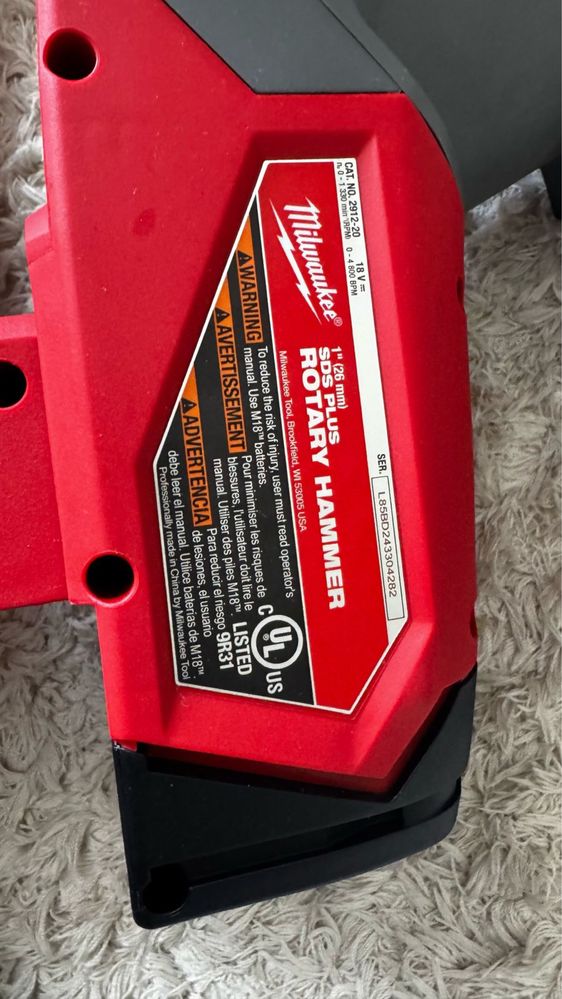 CAT. NO. 2912-20 18 V ⎓
n₀ 0 - 1 330 min⁻¹(RPM) 0 - 4 800 BPM
SER. L85BD243304282
Milwaukee®
1" (26 mm)
SDS PLUS
ROTARY HAMMER
Milwaukee Tool, Brookfield, WI 53005 USA
WARNING To reduce the risk of injury, user must read operator's
manual. Use M18™ batteries.
AVERTISSEMENT Pour minimiser les risques de
blessures, l'utilisateur doit lire le
manuel. Utiliser des piles M18™.
ADVERTENCIA Para reducir el riesgo
de lesiones, el usuario
debe leer el manual. Utilice baterías de M18™.
Professionally made in China by Milwaukee Tool
C UL US
LISTED
9R31